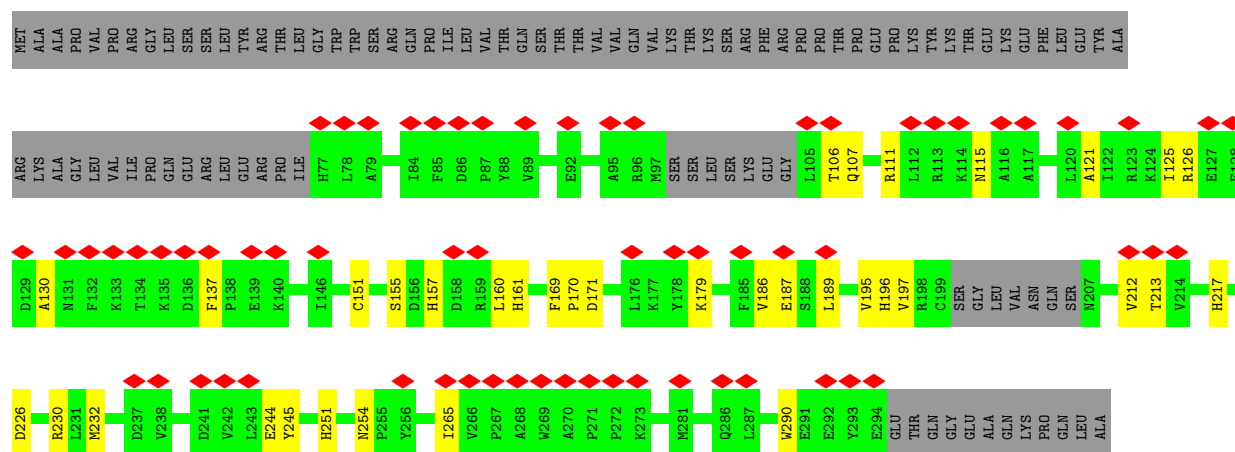 MET ALA ALA PRO VAL PRO ARG GLY LEU SER SER LEU TYR ARG THR LEU GLY TRP TRP SER ARG GLN PRO ILE LEU VAL THR GLN SER THR THR VAL VAL GLN VAL LYS THR LYS SER ARG PHE ARG PRO PRO THR PRO GLU PRO LYS TYR LYS THR GLU LYS GLU PHE LEU GLU TYR ALA
ARG LYS ALA GLY LEU VAL ILE PRO GLN GLU ARG LEU GLU ARG PRO ILE H77 L78 A79 I84 F85 D86 P87 Y88 V89 E92 A95 R96 M97 SER SER LEU SER LYS GLU GLY L105 T106 Q107 R111 L112 R113 K114 N115 A116 A117 L120 A121 I122 R123 K124 I125 R126 E127
D129 A130 N131 F132 K133 T134 K135 D136 F137 P138 E139 K140 I146 C151 S155 D156 H157 D158 R159 L160 H161 F169 P170 D171 L176 K177 Y178 K179 F185 V186 E187 S188 L189 V195 H196 V197 R198 C199 SER GLY LEU VAL ASN GLN SER N207 V212 T213 V214 H217
D226 R230 L231 M232 D237 V238 D241 V242 L243 E244 Y245 H251 N254 P255 Y256 I265 V266 P267 A268 W269 A270 P271 P272 K273 M281 Q286 L287 W290 E291 E292 Y293 E294 GLU THR GLN GLY GLU ALA GLN LYS PRO GLN LEU ALA